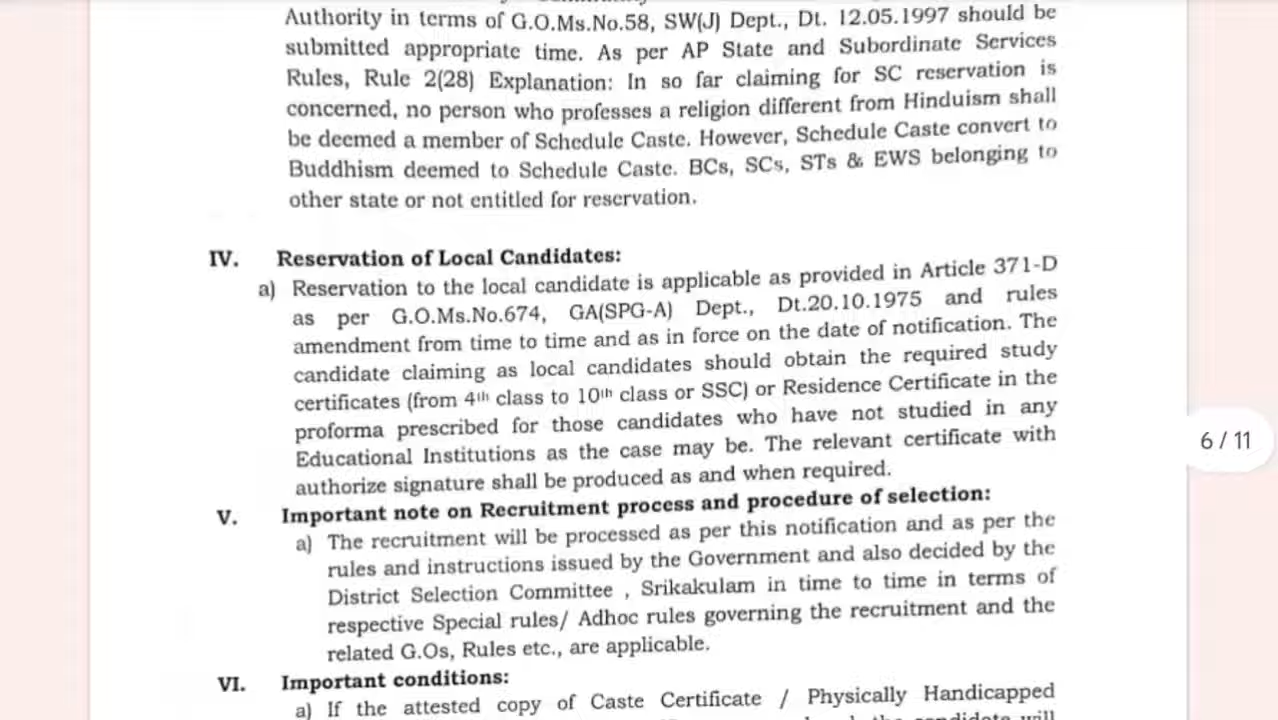 Authority in terms of G.O.Ms.No.58, SW(J) Dept., Dt. 12.05.1997 should be
submitted appropriate time. As per AP State and Subordinate Services
Rules, Rule 2(28) Explanation: In so far claiming for SC reservation is
concerned, no person who professes a religion different from Hinduism shall
be deemed a member of Schedule Caste. However, Schedule Caste convert to
Buddhism deemed to Schedule Caste. BCs, SCs, STs & EWS belonging to
other state or not entitled for reservation.
IV. Reservation of Local Candidates:
a) Reservation to the local candidate is applicable as provided in Article 371-D
as per G.O.Ms.No.674, GA(SPG-A) Dept., Dt.20.10.1975 and rules
amendment from time to time and as in force on the date of notification. The
candidate claiming as local candidates should obtain the required study
certificates (from 4th class to 10th class or SSC) or Residence Certificate in the
proforma prescribed for those candidates who have not studied in any
Educational Institutions as the case may be. The relevant certificate with
authorize signature shall be produced as and when required.
V. Important note on Recruitment process and procedure of selection:
a) The recruitment will be processed as per this notification and as per the
rules and instructions issued by the Government and also decided by the
District Selection Committee , Srikakulam in time to time in terms of
respective Special rules/ Adhoc rules governing the recruitment and the
related G.Os, Rules etc., are applicable.
VI. Important conditions:
a) If the attested copy of Caste Certificate / Physically Handicapped
the candidate will
6 / 11